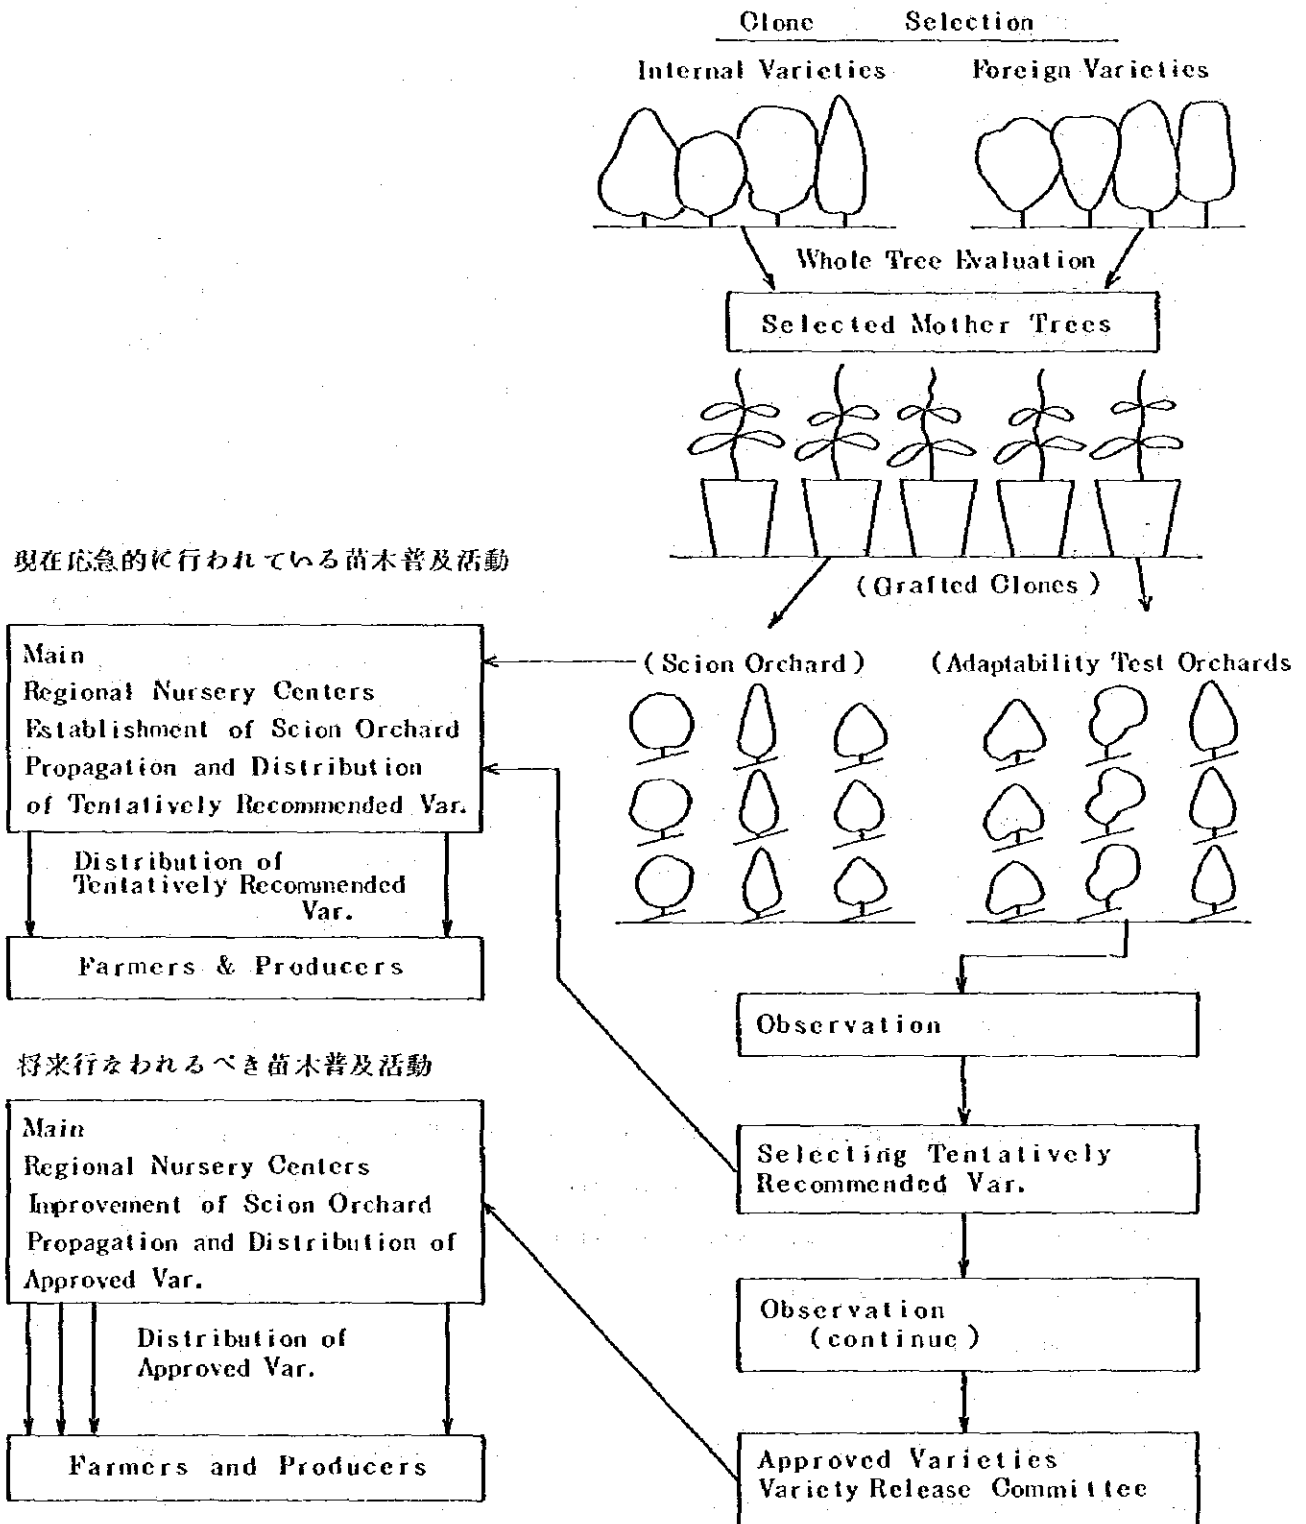 Clone Selection
Internal Varieties
Foreign Varieties
Whole Tree Evaluation
Selected Mother Trees
(Grafted Clones)
(Scion Orchard)
(Adaptability Test Orchards
Observation
Selecting Tentatively
Recommended Var.
Observation
(continue)
Approved Varieties
Variety Release Committee
現在応急的に行われている苗木普及活動
Main
Regional Nursery Centers
Establishment of Scion Orchard
Propagation and Distribution
of Tentatively Recommended Var.
Distribution of
Tentatively Recommended
Var.
Farmers & Producers
将来行なわれるべき苗木普及活動
Main
Regional Nursery Centers
Improvement of Scion Orchard
Propagation and Distribution of
Approved Var.
Distribution of
Approved Var.
Farmers and Producers